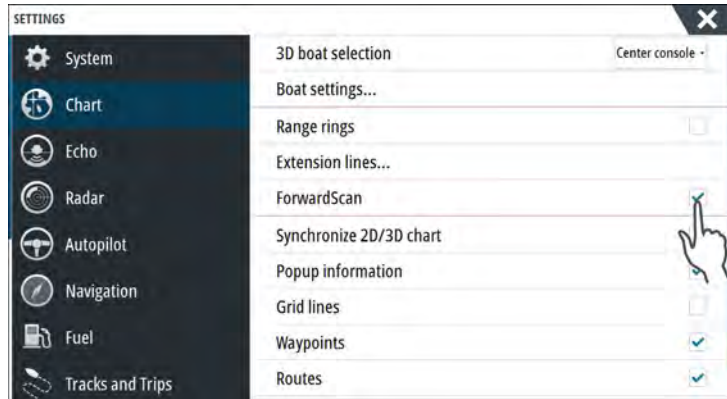 SETTINGS
System
Chart
Echo
Radar
Autopilot
Navigation
Fuel
Tracks and Trips
3D boat selection
Center console
Boat settings...
Range rings
Extension lines...
ForwardScan
Synchronize 2D/3D chart
Popup information
Grid lines
Waypoints
Routes